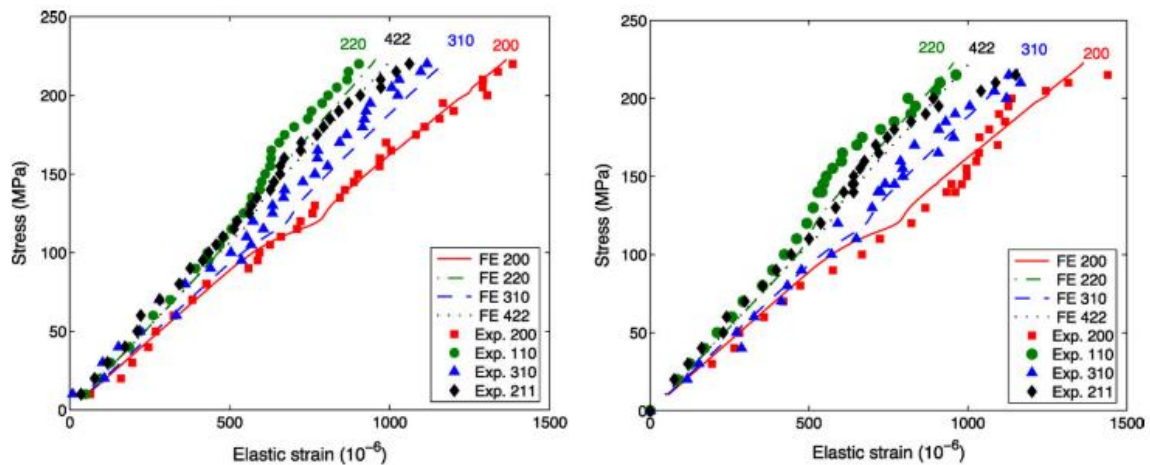 250
220
422
310
200
200
150
100
50
0
0
500
1000
1500
Stress (MPa)
Elastic strain (10⁻⁶)
FE 200
FE 220
FE 310
FE 422
Exp. 200
Exp. 110
Exp. 310
Exp. 211
250
220
422
310
200
200
150
100
50
0
0
500
1000
1500
Stress (MPa)
Elastic strain (10⁻⁶)
FE 200
FE 220
FE 310
FE 422
Exp. 200
Exp. 110
Exp. 310
Exp. 211